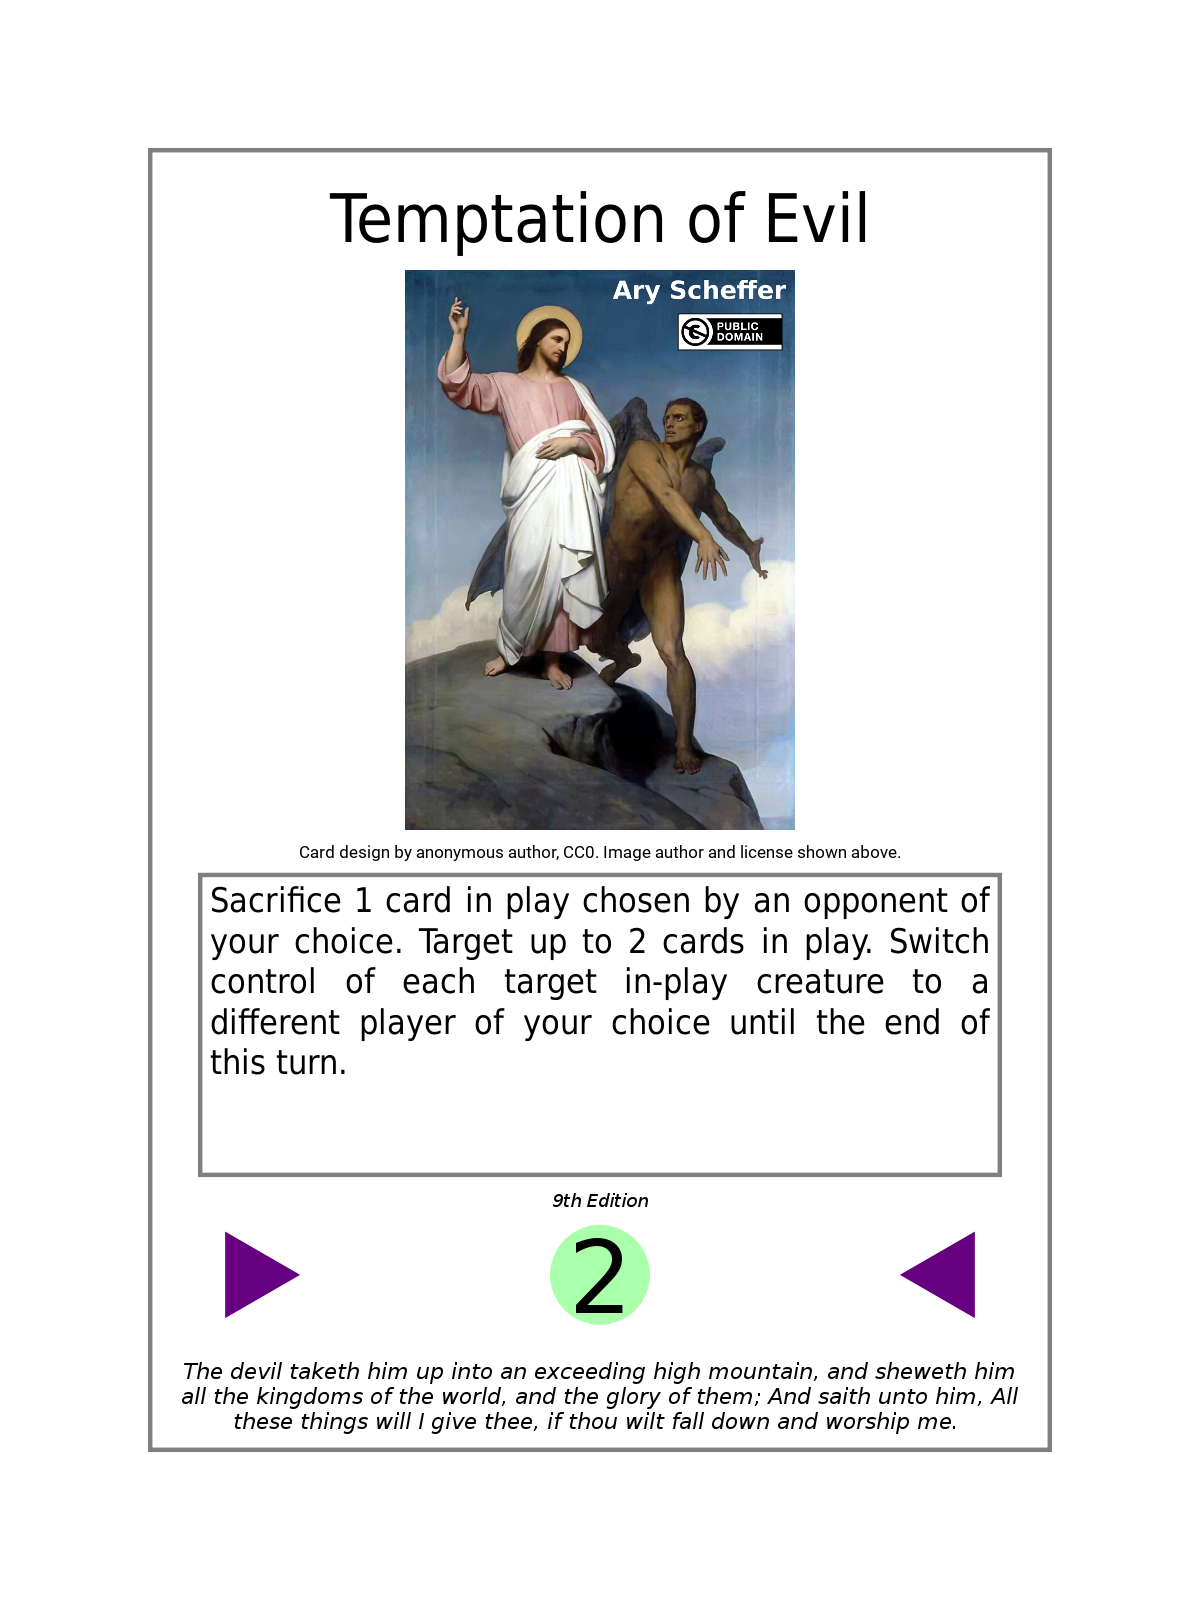 Temptation of Evil
Ary Scheffer
PUBLIC
DOMAIN
Card design by anonymous author, CC0. Image author and license shown above.
Sacrifice 1 card in play chosen by an opponent of
your choice. Target up to 2 cards in play. Switch
control of each target in-play creature to a
different player of your choice until the end of
this turn.
9th Edition
2
The devil taketh him up into an exceeding high mountain, and sheweth him
all the kingdoms of the world, and the glory of them; And saith unto him, All
these things will I give thee, if thou wilt fall down and worship me.